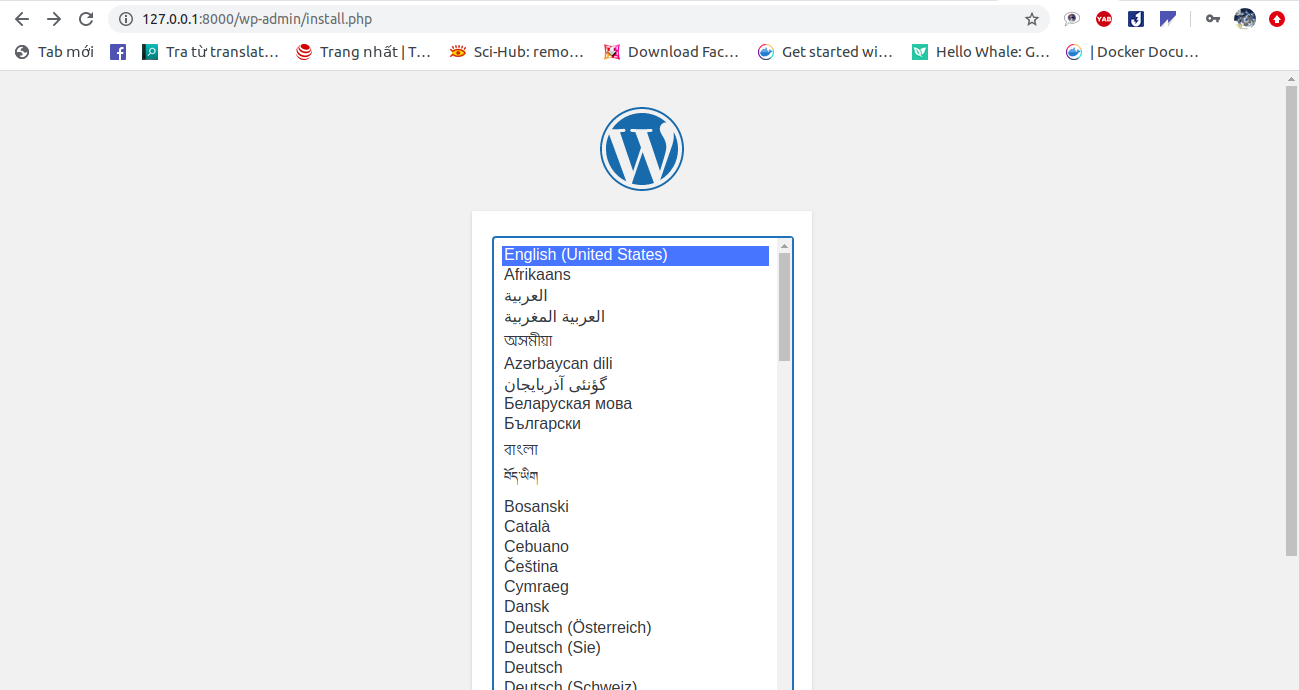 127.0.0.1:8000/wp-admin/install.php
YAB
Tab mới
Tra từ translat…
Trang nhất | T…
Sci-Hub: remo…
Download Fac…
Get started wi…
Hello Whale: G…
| Docker Docu…
English (United States)
Afrikaans
العربية
العربية المغربية
অসমীয়া
Azərbaycan dili
گؤنئی آذربایجان
Беларуская мова
Български
বাংলা
བོད་ཡིག
Bosanski
Català
Cebuano
Čeština
Cymraeg
Dansk
Deutsch (Österreich)
Deutsch (Sie)
Deutsch
Deutsch (Schweiz)